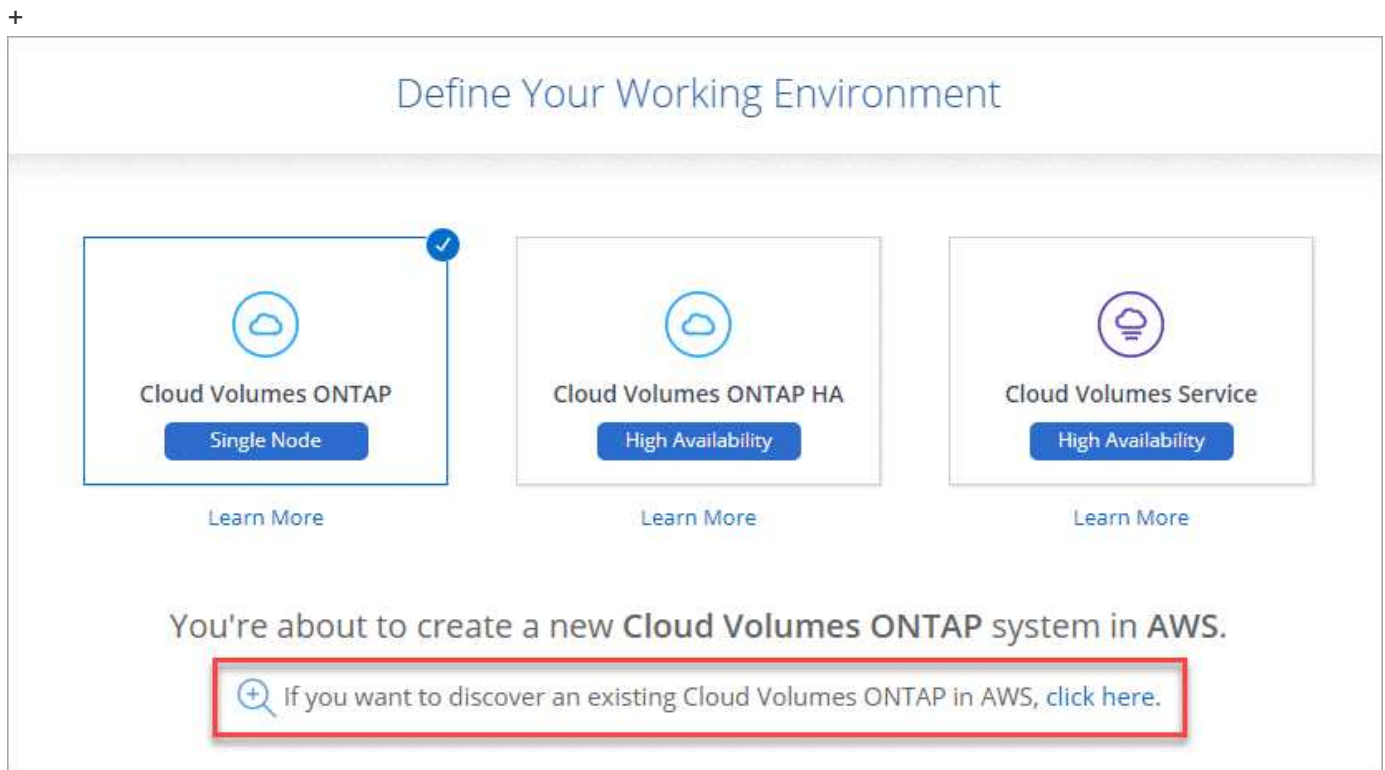 +
Define Your Working Environment
Cloud Volumes ONTAP
Single Node
Learn More
Cloud Volumes ONTAP HA
High Availability
Learn More
Cloud Volumes Service
High Availability
Learn More
You're about to create a new Cloud Volumes ONTAP system in AWS.
If you want to discover an existing Cloud Volumes ONTAP in AWS, click here.